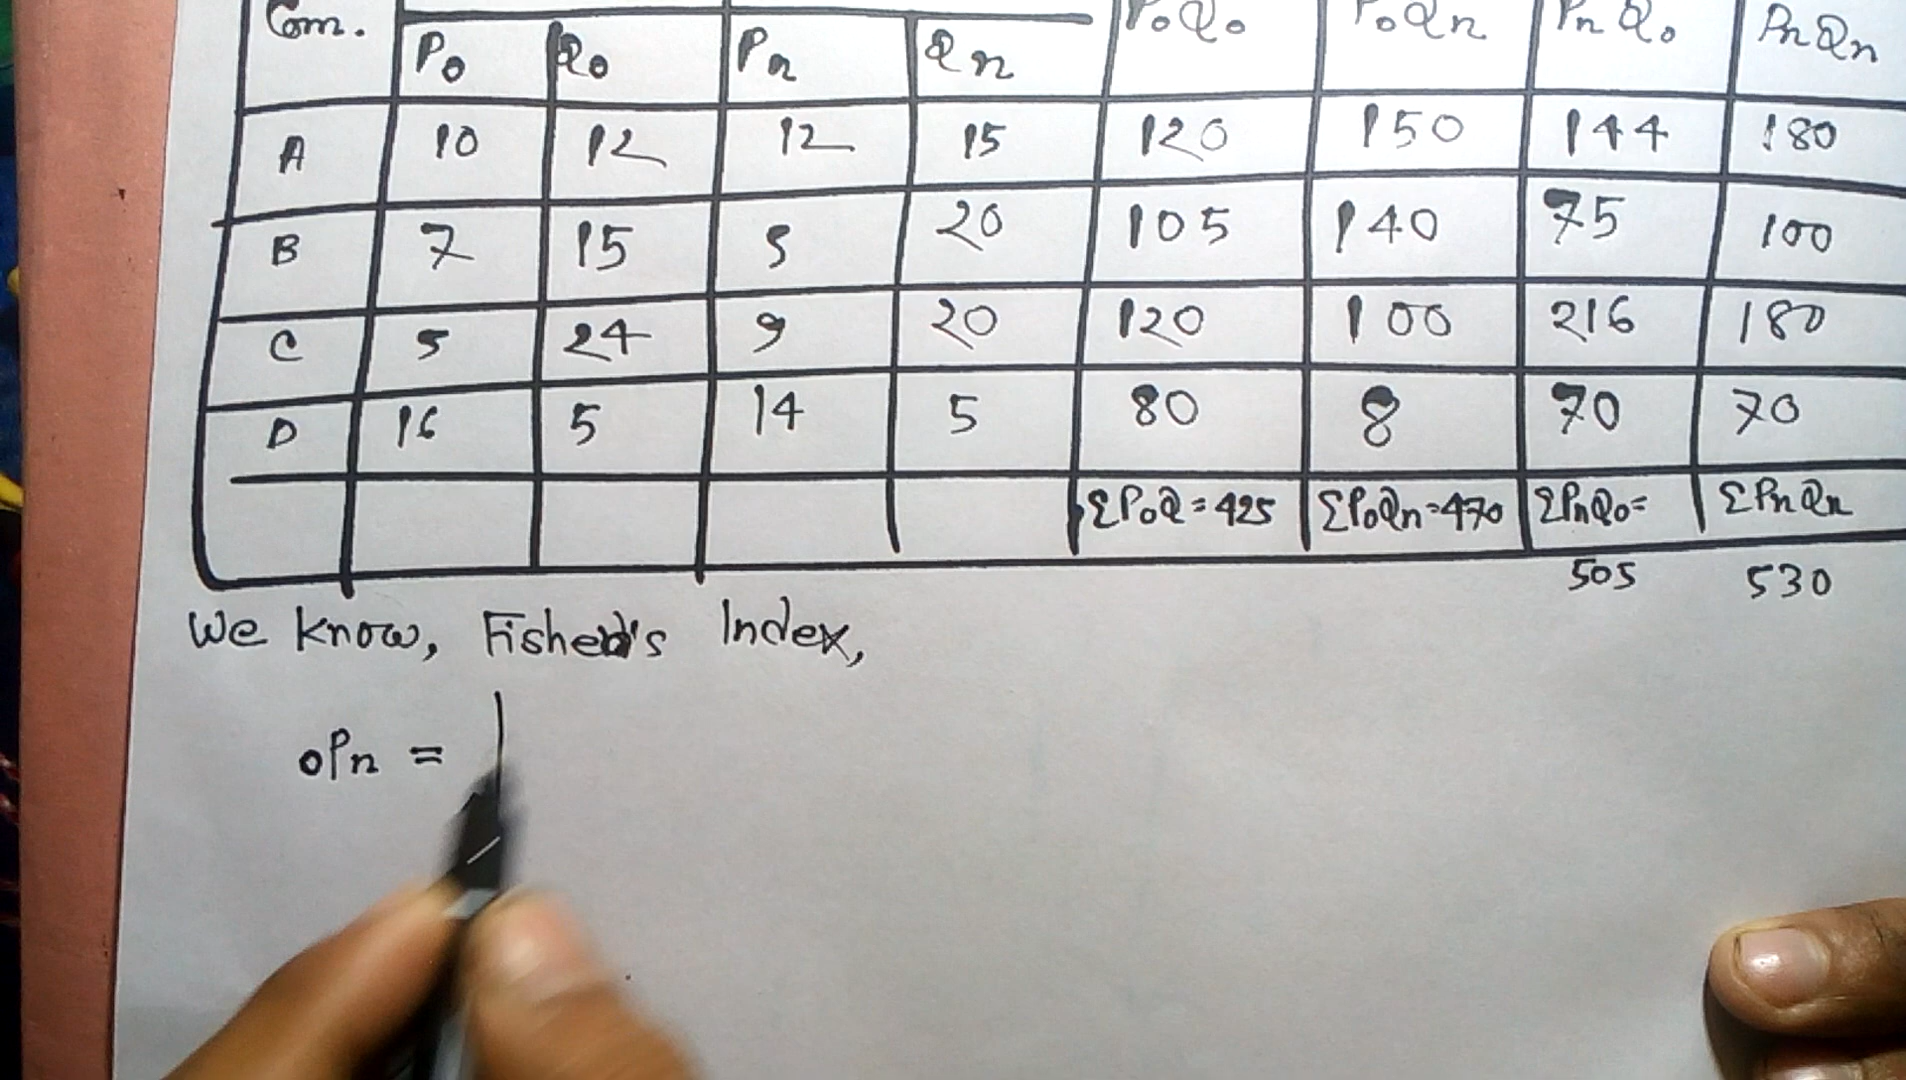 Com. P0Q0 P0Qn PnQ0 PnQn
P0 Q0 Pn Qn
A 10 12 12 15 120 150 144 180
B 7 15 5 20 105 140 75 100
C 5 24 9 20 120 100 216 180
D 16 5 14 5 80 8 70 70
ΣP0Q=425 ΣP0Qn=470 ΣPnQ0= ΣPnQn
505 530
We know, Fisher's Index,
oPn =